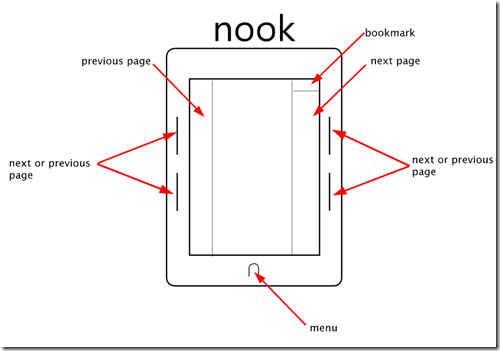 nook
bookmark
previous page
next page
next or previous
page
next or previous
page
menu